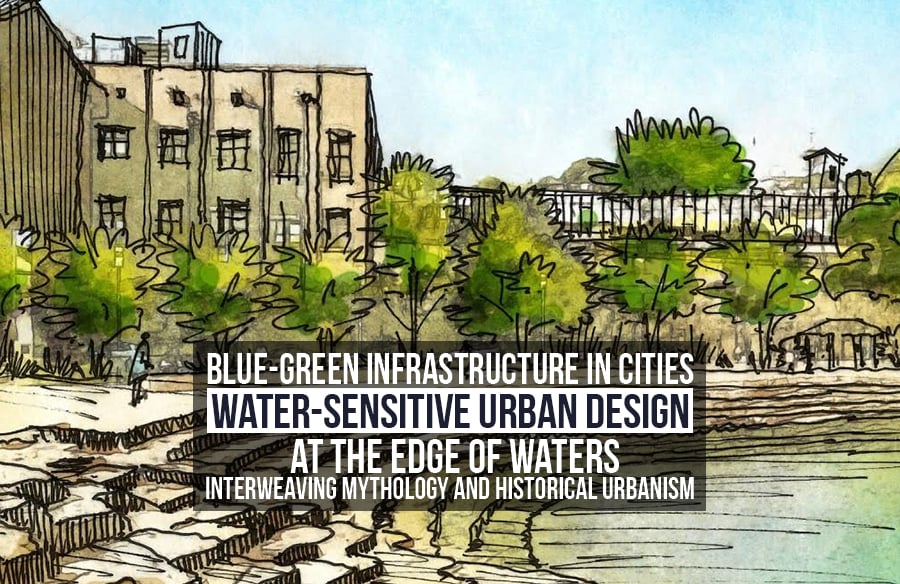 BLUE-GREEN INFRASTRUCTURE IN CITIES
WATER-SENSITIVE URBAN DESIGN
AT THE EDGE OF WATERS
INTERWEAVING MYTHOLOGY AND HISTORICAL URBANISM